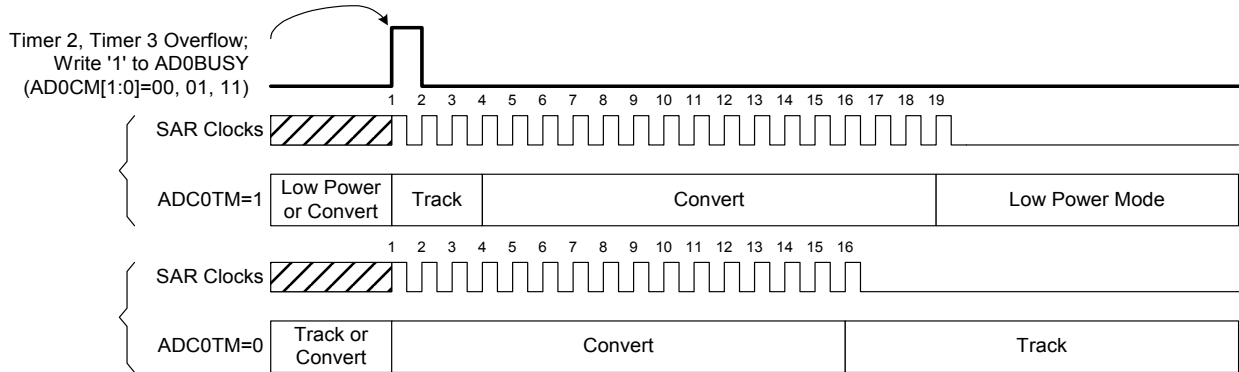 Timer 2, Timer 3 Overflow;
Write '1' to AD0BUSY
(AD0CM[1:0]=00, 01, 11)
1 2 3 4 5 6 7 8 9 10 11 12 13 14 15 16 17 18 19
SAR Clocks
ADC0TM=1
Low Power
or Convert
Track
Convert
Low Power Mode
1 2 3 4 5 6 7 8 9 10 11 12 13 14 15 16
SAR Clocks
ADC0TM=0
Track or
Convert
Convert
Track